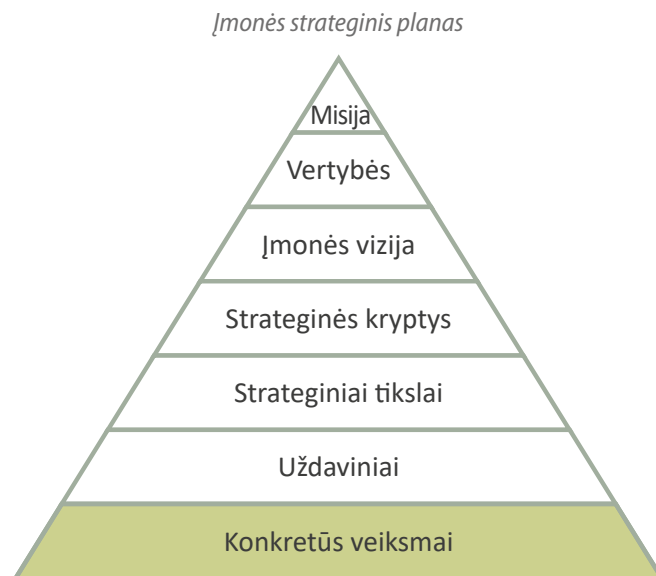 Įmonės strateginis planas
Misija
Vertybės
Įmonės vizija
Strateginės kryptys
Strateginiai tikslai
Uždaviniai
Konkretūs veiksmai